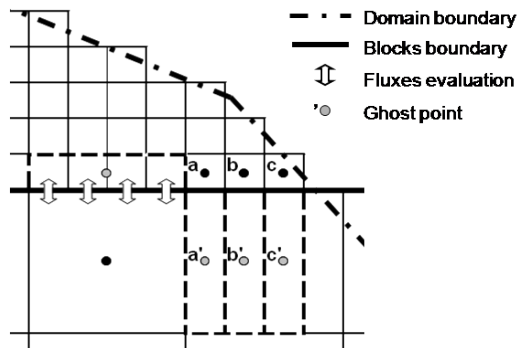 Domain boundary
Blocks boundary
Fluxes evaluation
' Ghost point
a b c
a' b' c'